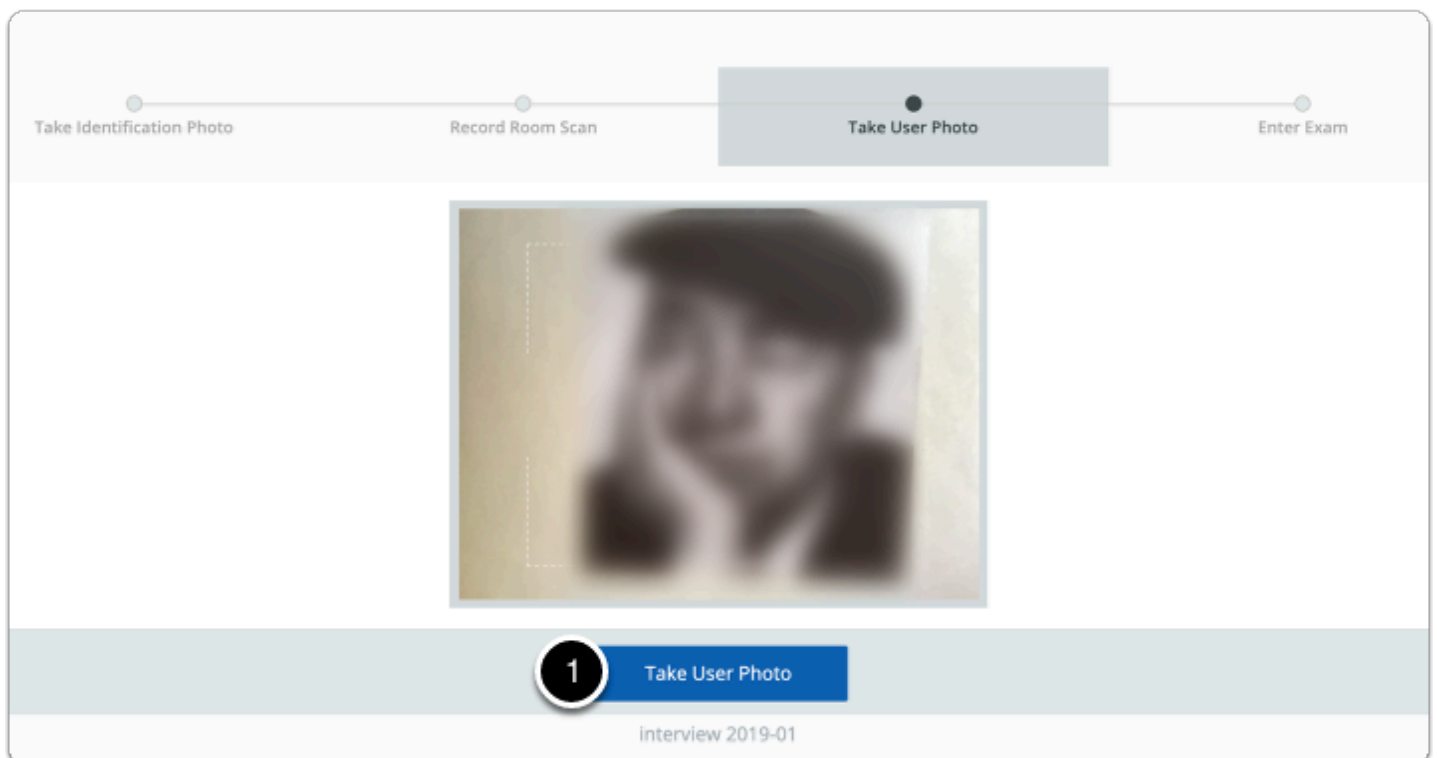 Take Identification Photo
Record Room Scan
Take User Photo
Enter Exam
1
Take User Photo
interview 2019-01